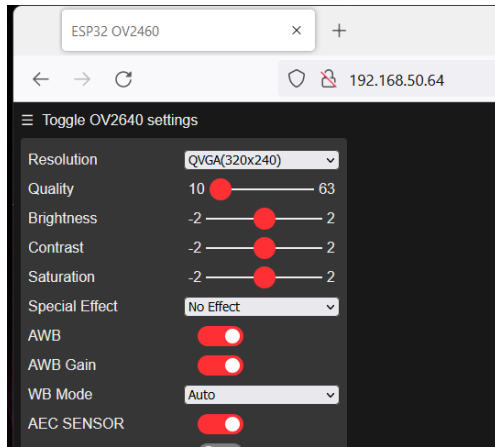 ESP32 OV2460
192.168.50.64
☰ Toggle OV2640 settings
Resolution QVGA(320x240)
Quality 10 63
Brightness -2 2
Contrast -2 2
Saturation -2 2
Special Effect No Effect
AWB
AWB Gain
WB Mode Auto
AEC SENSOR